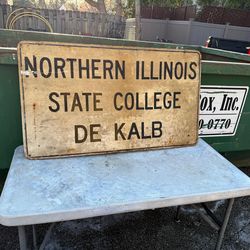 NORTHERN ILLINOIS
STATE COLLEGE
DE KALB
ox, Inc.
0-0770